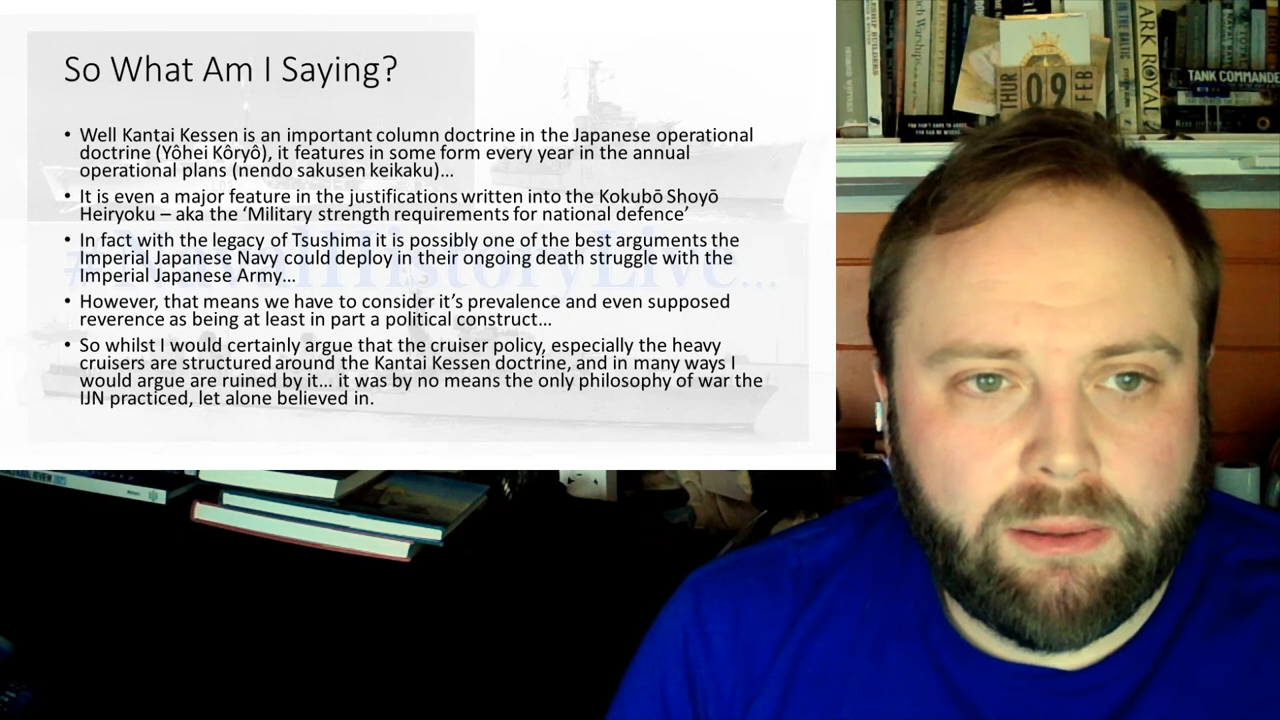 So What Am I Saying?
• Well Kantai Kessen is an important column doctrine in the Japanese operational
doctrine (Yôhei Kôryô), it features in some form every year in the annual
operational plans (nendo sakusen keikaku)...
• It is even a major feature in the justifications written into the Kokubō Shoyō
Heiryoku – aka the ‘Military strength requirements for national defence’
• In fact with the legacy of Tsushima it is possibly one of the best arguments the
Imperial Japanese Navy could deploy in their ongoing death struggle with the
Imperial Japanese Army...
• However, that means we have to consider it’s prevalence and even supposed
reverence as being at least in part a political construct...
• So whilst I would certainly argue that the cruiser policy, especially the heavy
cruisers are structured around the Kantai Kessen doctrine, and in many ways I
would argue are ruined by it... it was by no means the only philosophy of war the
IJN practiced, let alone believed in.
#NavalHistoryLive...
THUR
09
FEB
IN THE BALTIC
ARK ROYAL
TANK COMMANDE